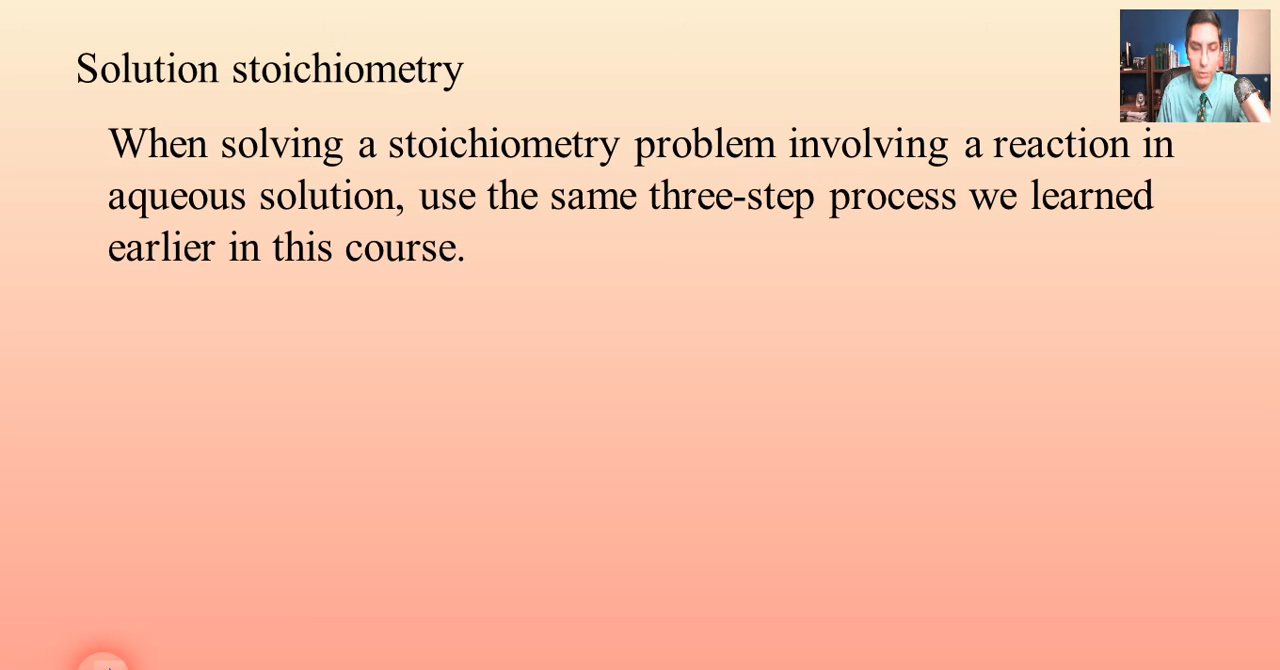 Solution stoichiometry
When solving a stoichiometry problem involving a reaction in
aqueous solution, use the same three-step process we learned
earlier in this course.